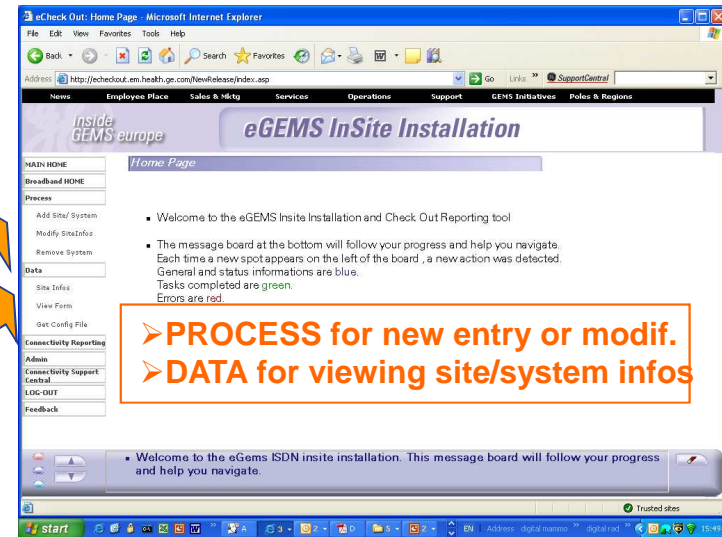 eCheck Out: Home Page - Microsoft Internet Explorer
File Edit View Favorites Tools Help
Back Search Favorites
Address http://echeckout.em.health.ge.com/NewRelease/index.asp Go Links » SupportCentral
News Employee Place Sales & Mktg Services Operations Support GEMS Initiatives Poles & Regions
inside
GEMS europe
eGEMS InSite Installation
MAIN HOME
Home Page
Broadband HOME
Process
Add Site/ System
Modify SiteInfos
Remove System
Data
Site Infos
View Form
Get Config File
Connectivity Reporting
Admin
Connectivity Support
Central
LOG-OUT
Feedback
▪ Welcome to the eGEMS Insite Installation and Check Out Reporting tool
▪ The message board at the bottom will follow your progress and help you navigate.
Each time a new spot appears on the left of the board , a new action was detected.
General and status informations are blue.
Tasks completed are green.
Errors are red.
➢PROCESS for new entry or modif.
➢DATA for viewing site/system infos
▪ Welcome to the eGems ISDN insite installation. This message board will follow your progress
and help you navigate.
Trusted sites
start » A 3 2 D S 2 EN Address digital mammo » digital rad » 15:49